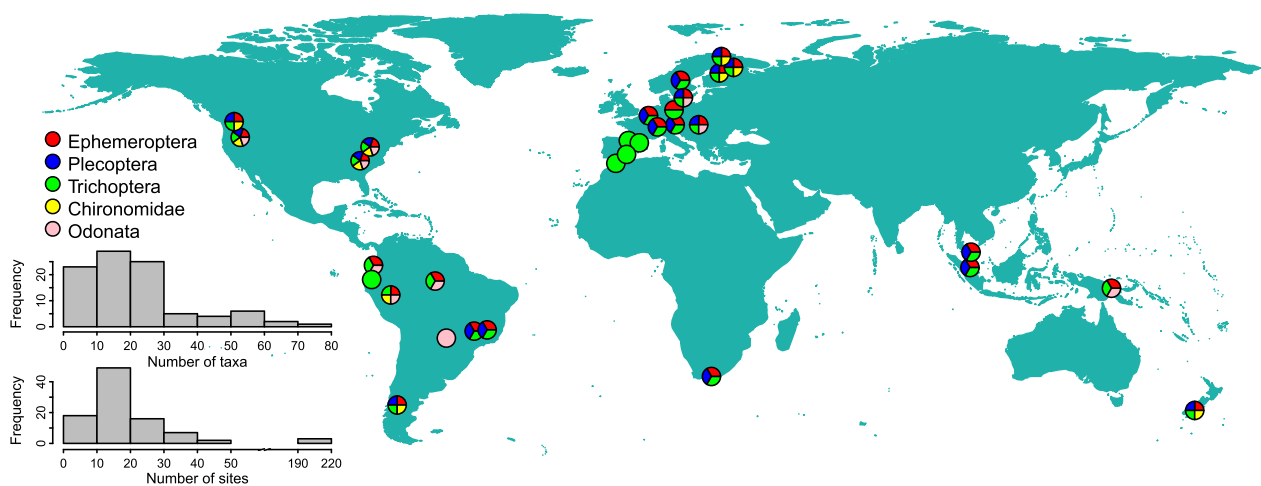 Ephemeroptera
Plecoptera
Trichoptera
Chironomidae
Odonata
Frequency
20
10
0
0 10 20 30 40 50 60 70 80
Number of taxa
Frequency
40
20
0
0 10 20 30 40 50 190 220
Number of sites